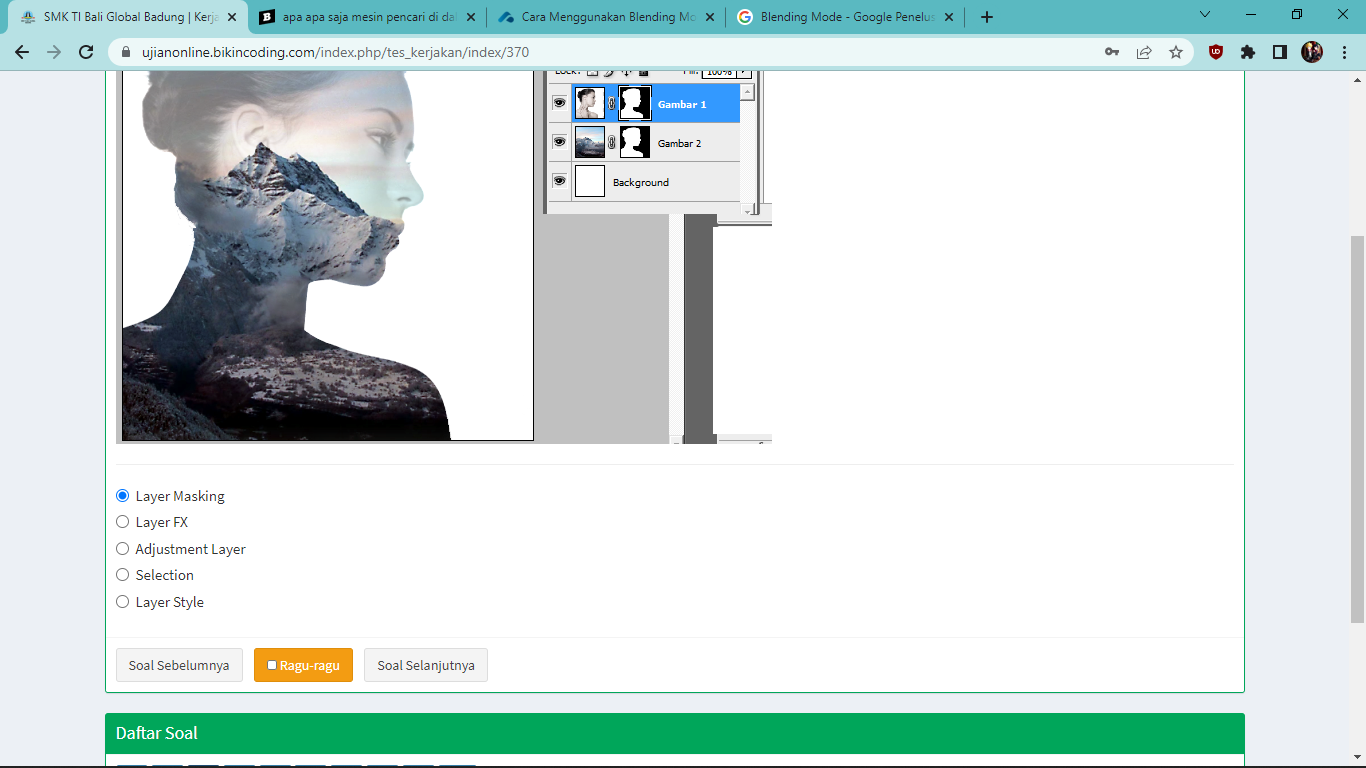 SMK TI Bali Global Badung | Kerja
apa apa saja mesin pencari di dal
Cara Menggunakan Blending Mo
Blending Mode - Google Penelus
ujianonline.bikincoding.com/index.php/tes_kerjakan/index/370
Lock: Fill: 100%
Gambar 1
Gambar 2
Background
Layer Masking
Layer FX
Adjustment Layer
Selection
Layer Style
Soal Sebelumnya Ragu-ragu Soal Selanjutnya
Daftar Soal